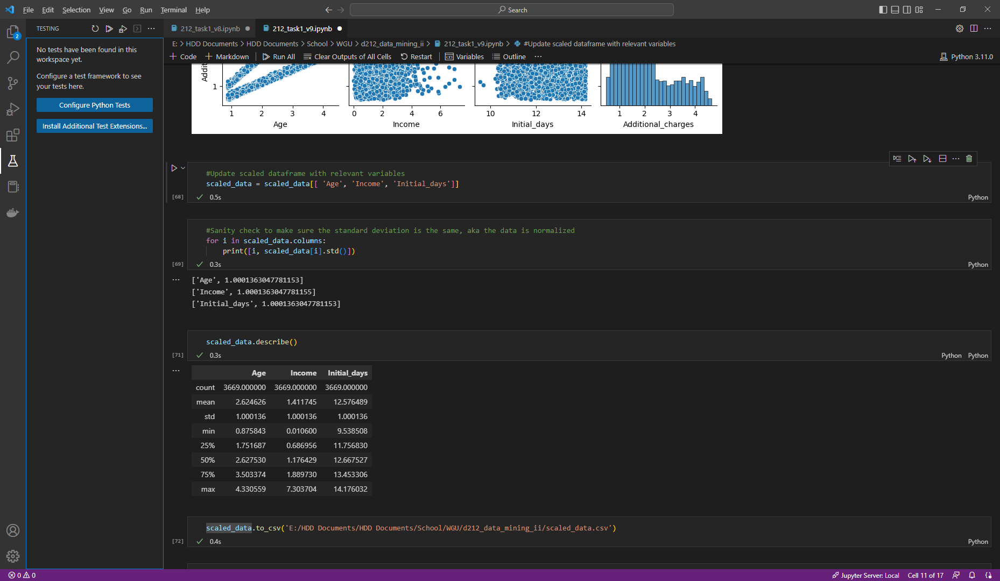 File Edit Selection View Go Run Terminal Help
Search
TESTING
212_task1_v8.ipynb
212_task1_v9.ipynb
2
No tests have been found in this
workspace yet.
Configure a test framework to see
your tests here.
Configure Python Tests
Install Additional Test Extensions...
E: > HDD Documents > HDD Documents > School > WGU > d212_data_mining_ii > 212_task1_v9.ipynb > #Update scaled dataframe with relevant variables
+ Code + Markdown Run All Clear Outputs of All Cells Restart Variables Outline ...
Python 3.11.0
Addit
1
1 2 3 4
0 2 4 6
10 12 14
1 2 3 4
Age
Income
Initial_days
Additional_charges
#Update scaled dataframe with relevant variables
scaled_data = scaled_data[[ 'Age', 'Income', 'Initial_days']]
[68] 0.5s Python
#Sanity check to make sure the standard deviation is the same, aka the data is normalized
for i in scaled_data.columns:
print([i, scaled_data[i].std()])
[69] 0.3s Python
['Age', 1.0001363047781153]
['Income', 1.0001363047781155]
['Initial_days', 1.0001363047781153]
scaled_data.describe()
[71] 0.3s Python Python
Age Income Initial_days
count 3669.000000 3669.000000 3669.000000
mean 2.624626 1.411745 12.576489
std 1.000136 1.000136 1.000136
min 0.875843 0.010600 9.538508
25% 1.751687 0.686956 11.756830
50% 2.627530 1.176429 12.667527
75% 3.503374 1.889730 13.453306
max 4.330559 7.303704 14.176032
scaled_data.to_csv('E:/HDD Documents/HDD Documents/School/WGU/d212_data_mining_ii/scaled_data.csv')
[72] 0.4s Python
0 0
Jupyter Server: Local Cell 11 of 17